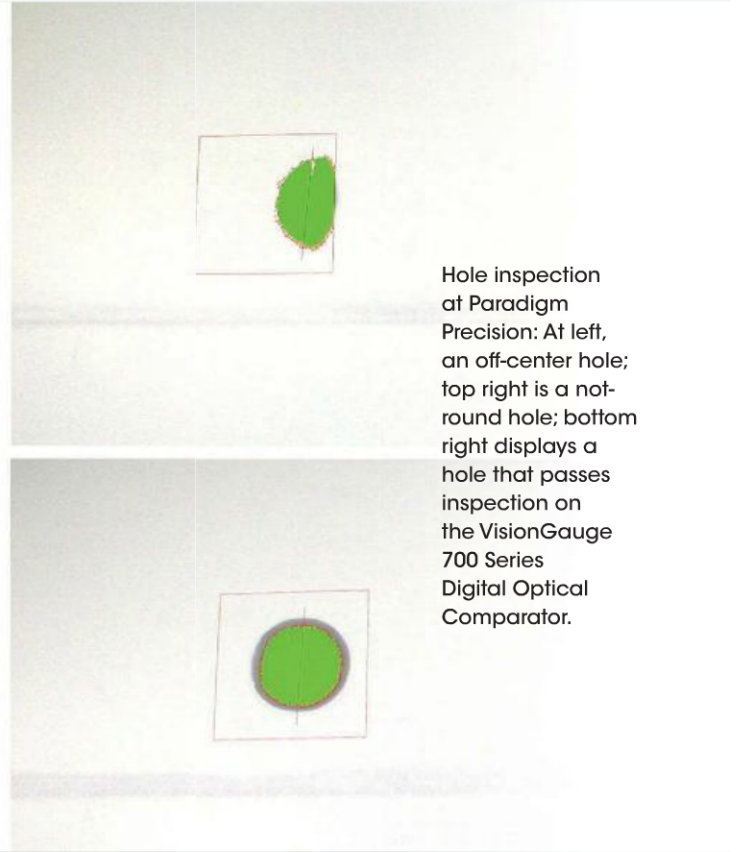 Hole inspection
at Paradigm
Precision: At left,
an off-center hole;
top right is a not-
round hole; bottom
right displays a
hole that passes
inspection on
the VisionGauge
700 Series
Digital Optical
Comparator.